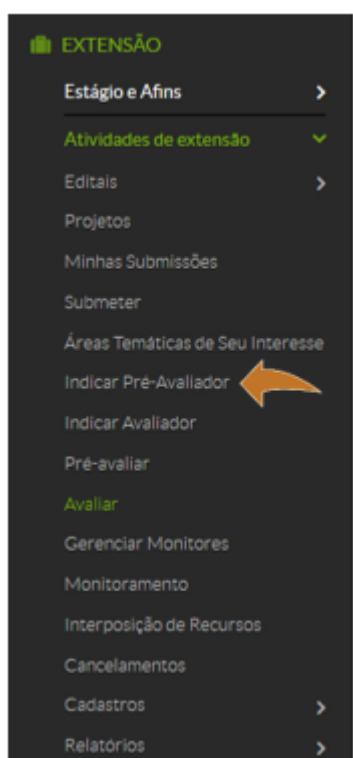 EXTENSÃO
Estágio e Afins
Atividades de extensão
Editais
Projetos
Minhas Submissões
Submeter
Áreas Temáticas de Seu Interesse
Indicar Pré-Avaliador
Indicar Avaliador
Pré-avaliar
Avaliar
Gerenciar Monitores
Monitoramento
Interposição de Recursos
Cancelamentos
Cadastros
Relatórios